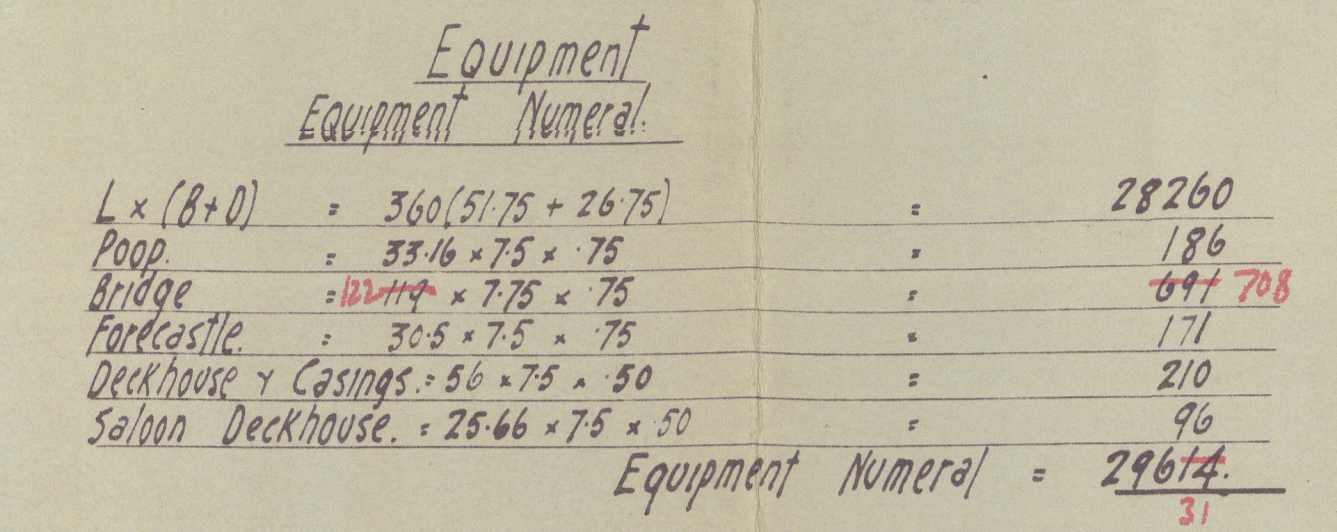 Equipment
Equipment Numeral.
L × (B+D) = 360(51.75 + 26.75) = 28260
Poop. = 33.16 × 7.5 × .75 = 186
Bridge = 122 119 × 7.75 × .75 = 691 708
Forecastle. = 30.5 × 7.5 × .75 = 171
Deckhouse & Casings. = 56 × 7.5 × .50 = 210
Saloon Deckhouse. = 25.66 × 7.5 × .50 = 96
Equipment Numeral = 29614.
31